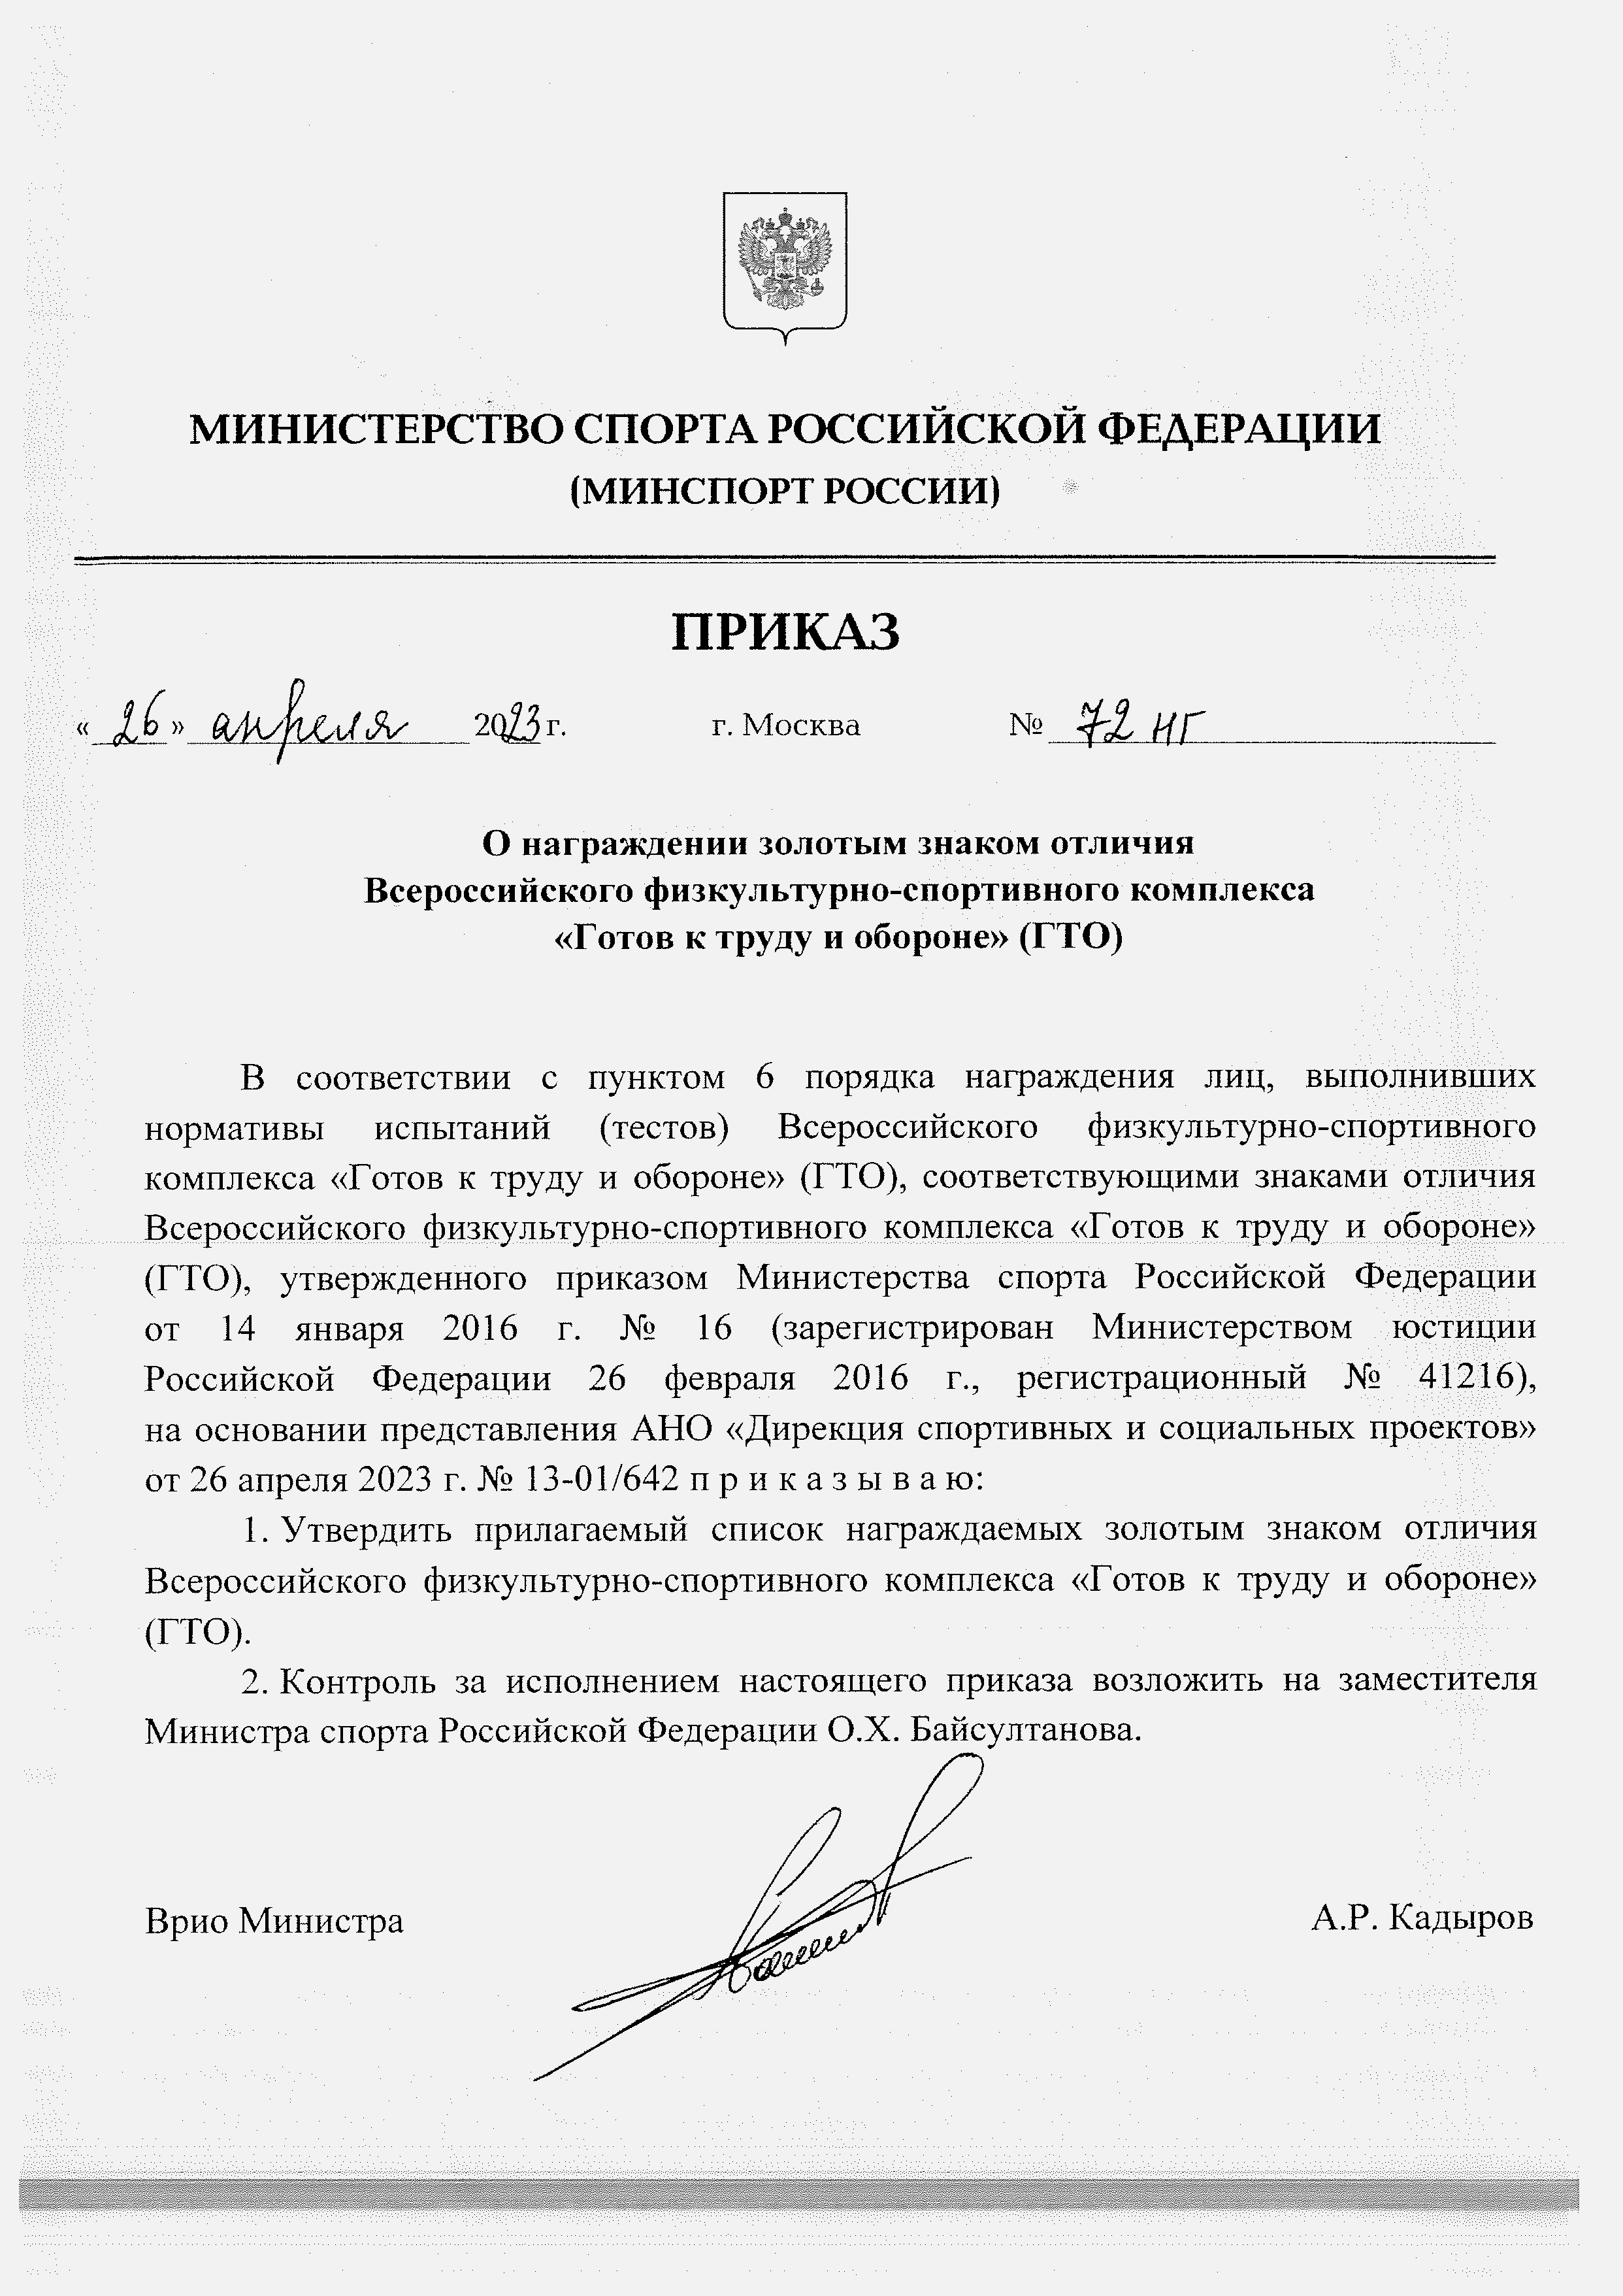 МИНИСТЕРСТВО СПОРТА РОССИЙСКОЙ ФЕДЕРАЦИИ
(МИНСПОРТ РОССИИ)
ПРИКАЗ
«26» апреля 2023 г. г. Москва № 72 нг
О награждении золотым знаком отличия
Всероссийского физкультурно-спортивного комплекса
«Готов к труду и обороне» (ГТО)
В соответствии с пунктом 6 порядка награждения лиц, выполнивших
нормативы испытаний (тестов) Всероссийского физкультурно-спортивного
комплекса «Готов к труду и обороне» (ГТО), соответствующими знаками отличия
Всероссийского физкультурно-спортивного комплекса «Готов к труду и обороне»
(ГТО), утвержденного приказом Министерства спорта Российской Федерации
от 14 января 2016 г. № 16 (зарегистрирован Министерством юстиции
Российской Федерации 26 февраля 2016 г., регистрационный № 41216),
на основании представления АНО «Дирекция спортивных и социальных проектов»
от 26 апреля 2023 г. № 13-01/642 п р и к а з ы в а ю:
1. Утвердить прилагаемый список награждаемых золотым знаком отличия
Всероссийского физкультурно-спортивного комплекса «Готов к труду и обороне»
(ГТО).
2. Контроль за исполнением настоящего приказа возложить на заместителя
Министра спорта Российской Федерации О.Х. Байсултанова.
Врио Министра А.Р. Кадыров